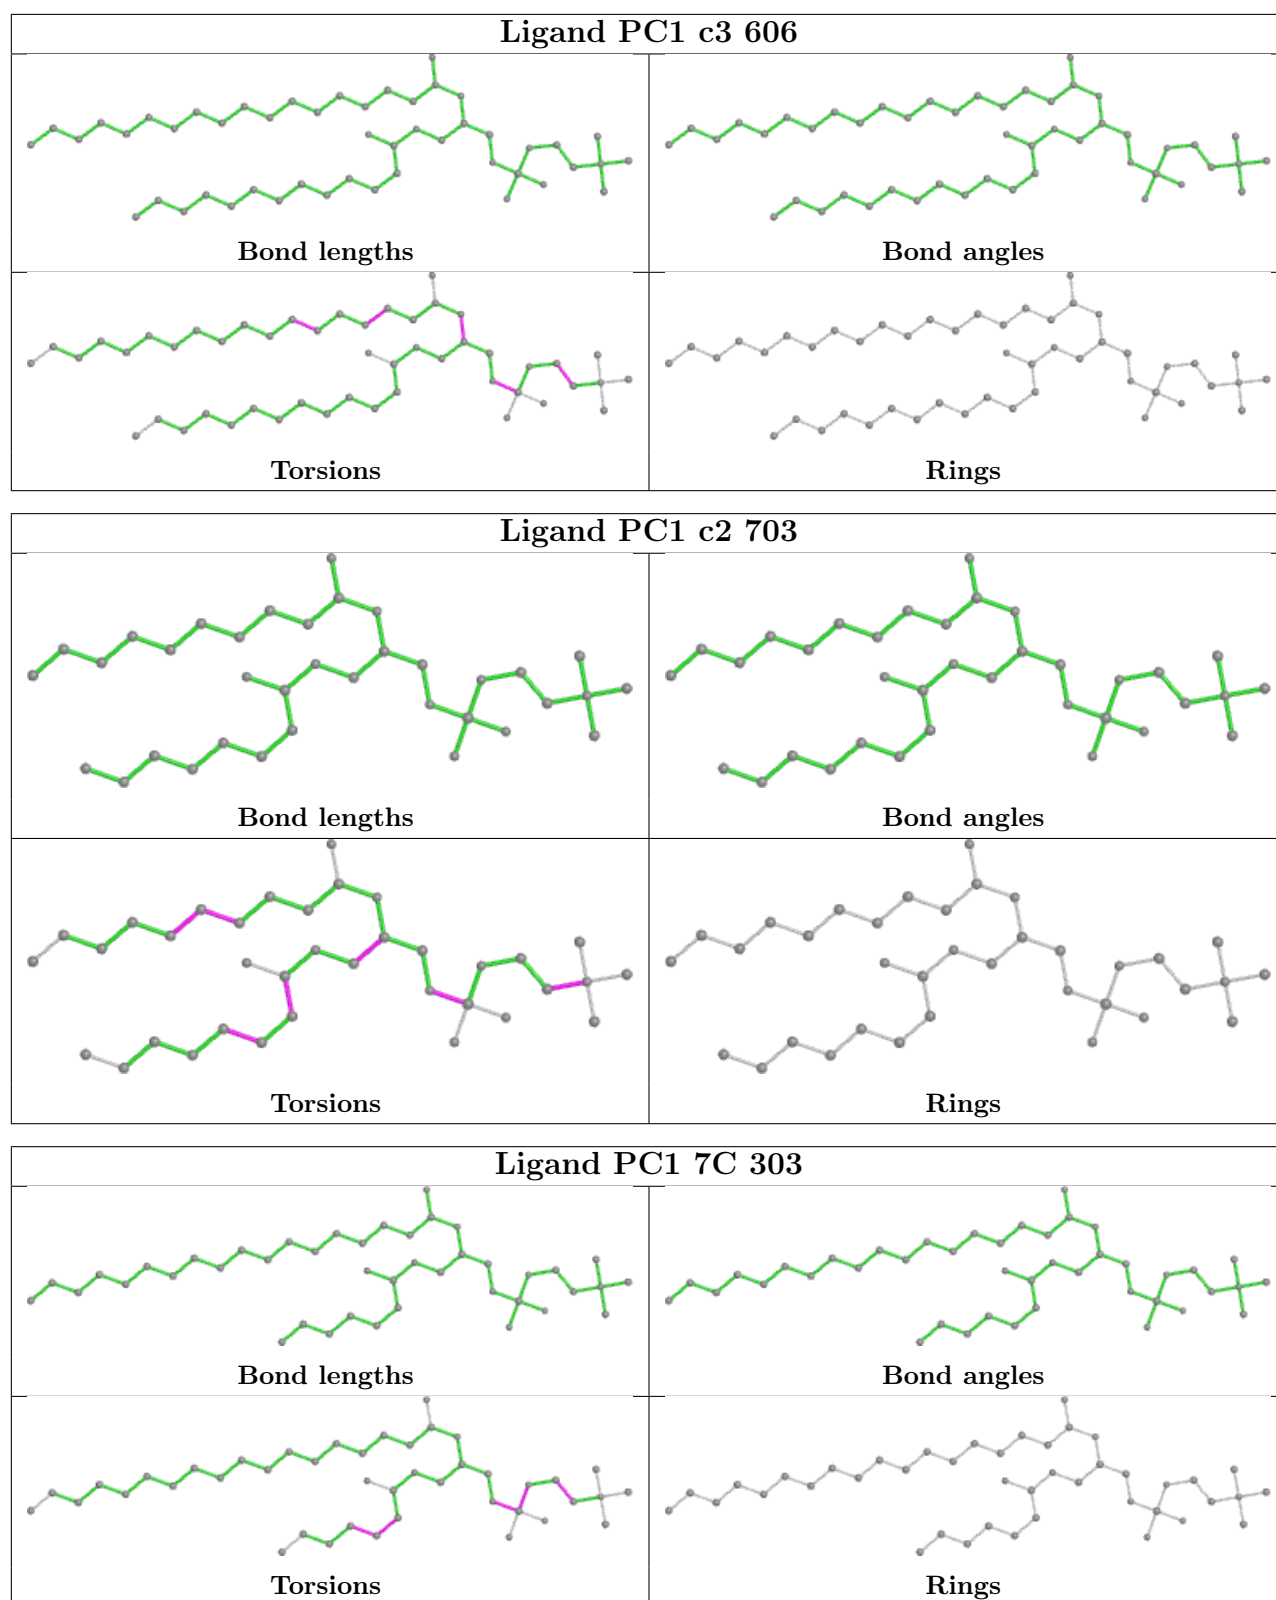 Ligand PC1 c3 606
Bond lengths
Bond angles
Torsions
Rings
Ligand PC1 c2 703
Bond lengths
Bond angles
Torsions
Rings
Ligand PC1 7C 303
Bond lengths
Bond angles
Torsions
Rings